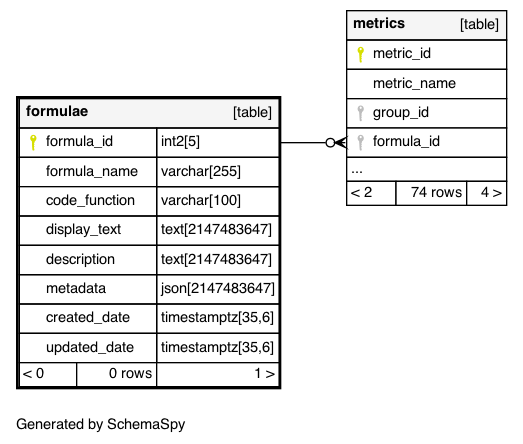 metrics [table]
metric_id
metric_name
group_id
formula_id
...
< 2 74 rows 4 >
formulae [table]
formula_id int2[5]
formula_name varchar[255]
code_function varchar[100]
display_text text[2147483647]
description text[2147483647]
metadata json[2147483647]
created_date timestamptz[35,6]
updated_date timestamptz[35,6]
< 0 0 rows 1 >
Generated by SchemaSpy